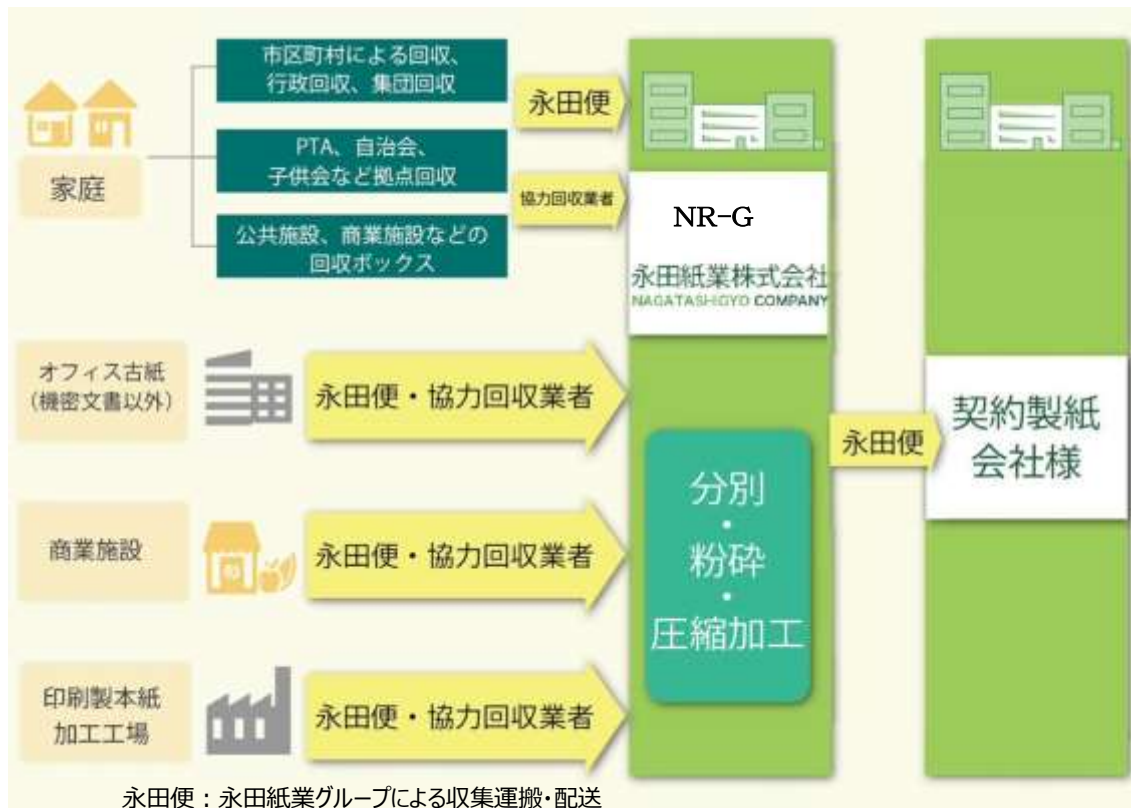 市区町村による回収、
行政回収、集団回収
永田便
家庭
PTA、自治会、
子供会など拠点回収
協力回収業者
公共施設、商業施設などの
回収ボックス
NR-G
永田紙業株式会社
NAGATASHIGYO COMPANY
オフィス古紙
(機密文書以外)
永田便・協力回収業者
商業施設
永田便・協力回収業者
印刷製本紙
加工工場
永田便・協力回収業者
分別
・
粉砕
・
圧縮加工
永田便
契約製紙
会社様
永田便：永田紙業グループによる収集運搬・配送